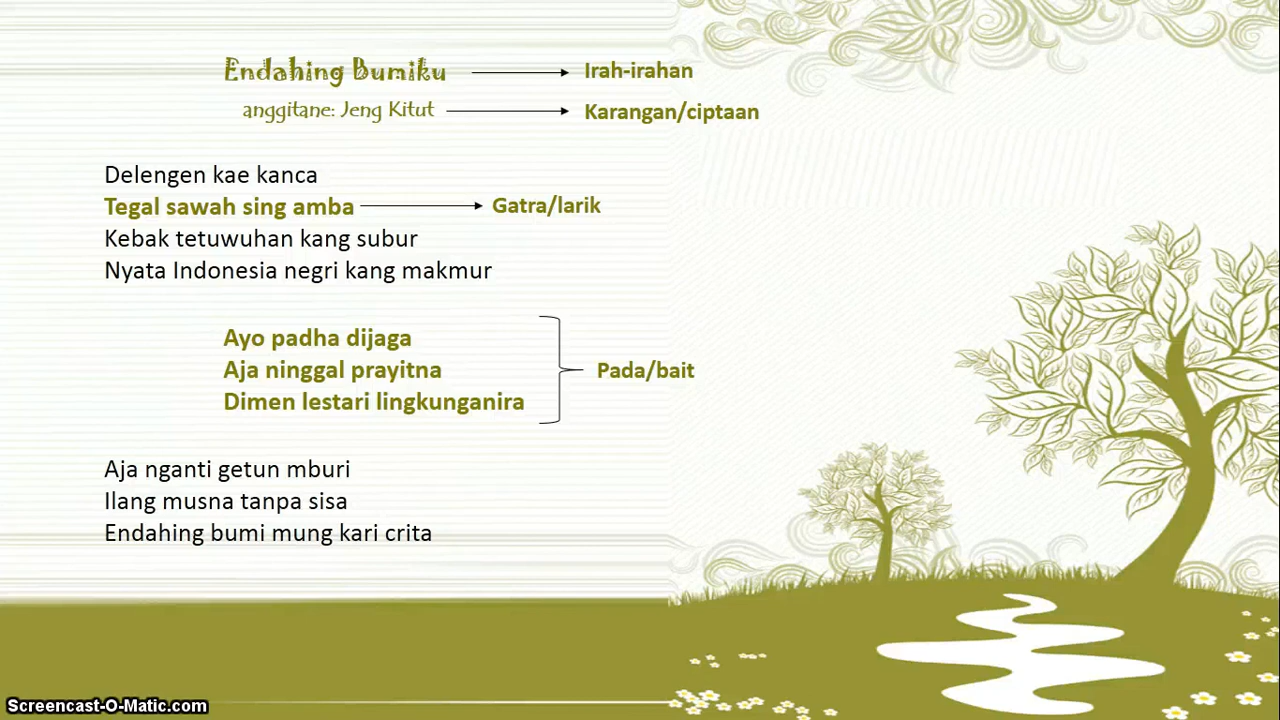 Endahing Bumiku Irah-irahan
anggitane: Jeng Kitut Karangan/ciptaan
Delengen kae kanca
Tegal sawah sing amba Gatra/larik
Kebak tetuwuhan kang subur
Nyata Indonesia negri kang makmur
Ayo padha dijaga
Aja ninggal prayitna Pada/bait
Dimen lestari lingkunganira
Aja nganti getun mburi
Ilang musna tanpa sisa
Endahing bumi mung kari crita
Screencast-O-Matic.com